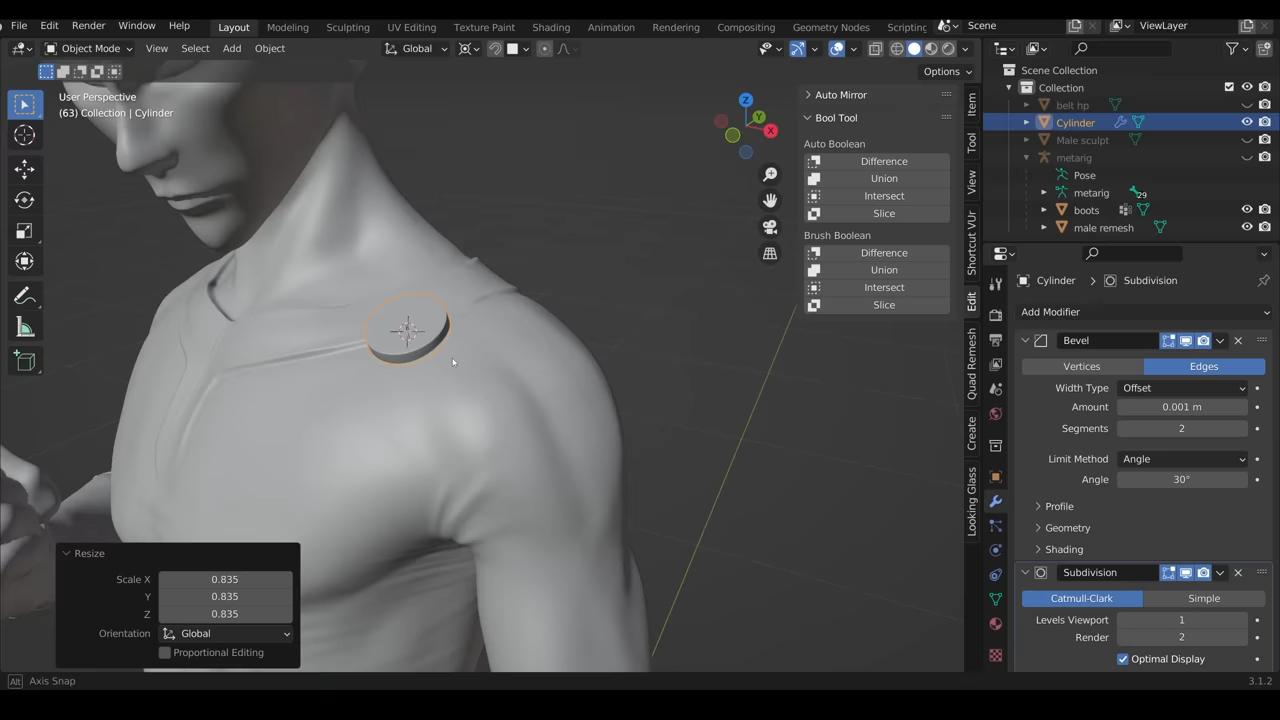 File Edit Render Window Help Layout Modeling Sculpting UV Editing Texture Paint Shading Animation Rendering Compositing Geometry Nodes Scripting Scene ViewLayer
Object Mode View Select Add Object Global
Options
User Perspective
(63) Collection | Cylinder
Auto Mirror
Bool Tool
Auto Boolean
Difference
Union
Intersect
Slice
Brush Boolean
Difference
Union
Intersect
Slice
Item
Tool
View
Shortcut VUr
Edit
Quad Remesh
Create
Looking Glass
Z
Y
X
Scene Collection
Collection
belt hp
Cylinder
Male sculpt
metarig
Pose
metarig 29
boots
male remesh
Cylinder Subdivision
Add Modifier
Bevel
Vertices Edges
Width Type Offset
Amount 0.001 m
Segments 2
Limit Method Angle
Angle 30°
Profile
Geometry
Shading
Subdivision
Catmull-Clark Simple
Levels Viewport 1
Render 2
Optimal Display
Resize
Scale X 0.835
Y 0.835
Z 0.835
Orientation Global
Proportional Editing
Alt Axis Snap
3.1.2